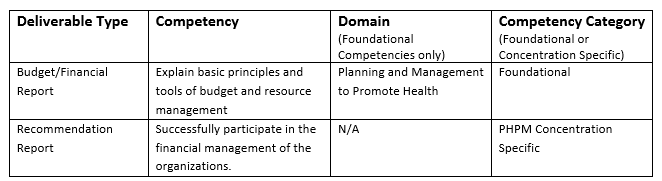 Deliverable Type Competency Domain Competency Category
(Foundational (Foundational or
Competencies only) Concentration Specific)
Budget/Financial Explain basic principles and Planning and Management Foundational
Report tools of budget and resource to Promote Health
management
Recommendation Successfully participate in the N/A PHPM Concentration
Report financial management of the Specific
organizations.